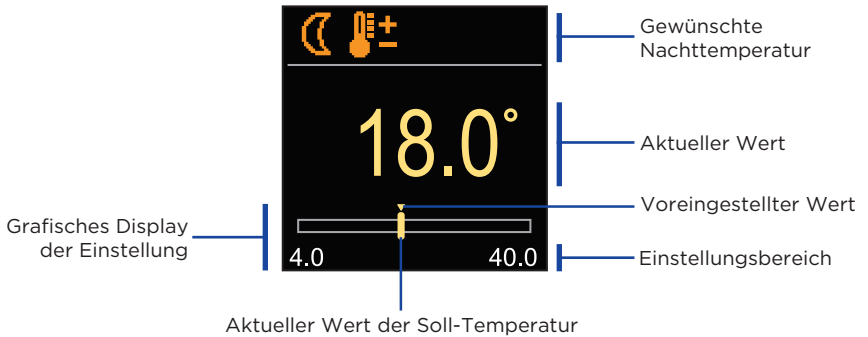 Gewünschte
Nachttemperatur
18.0°
Aktueller Wert
Voreingestellter Wert
Grafisches Display
der Einstellung
4.0 40.0
Einstellungsbereich
Aktueller Wert der Soll-Temperatur